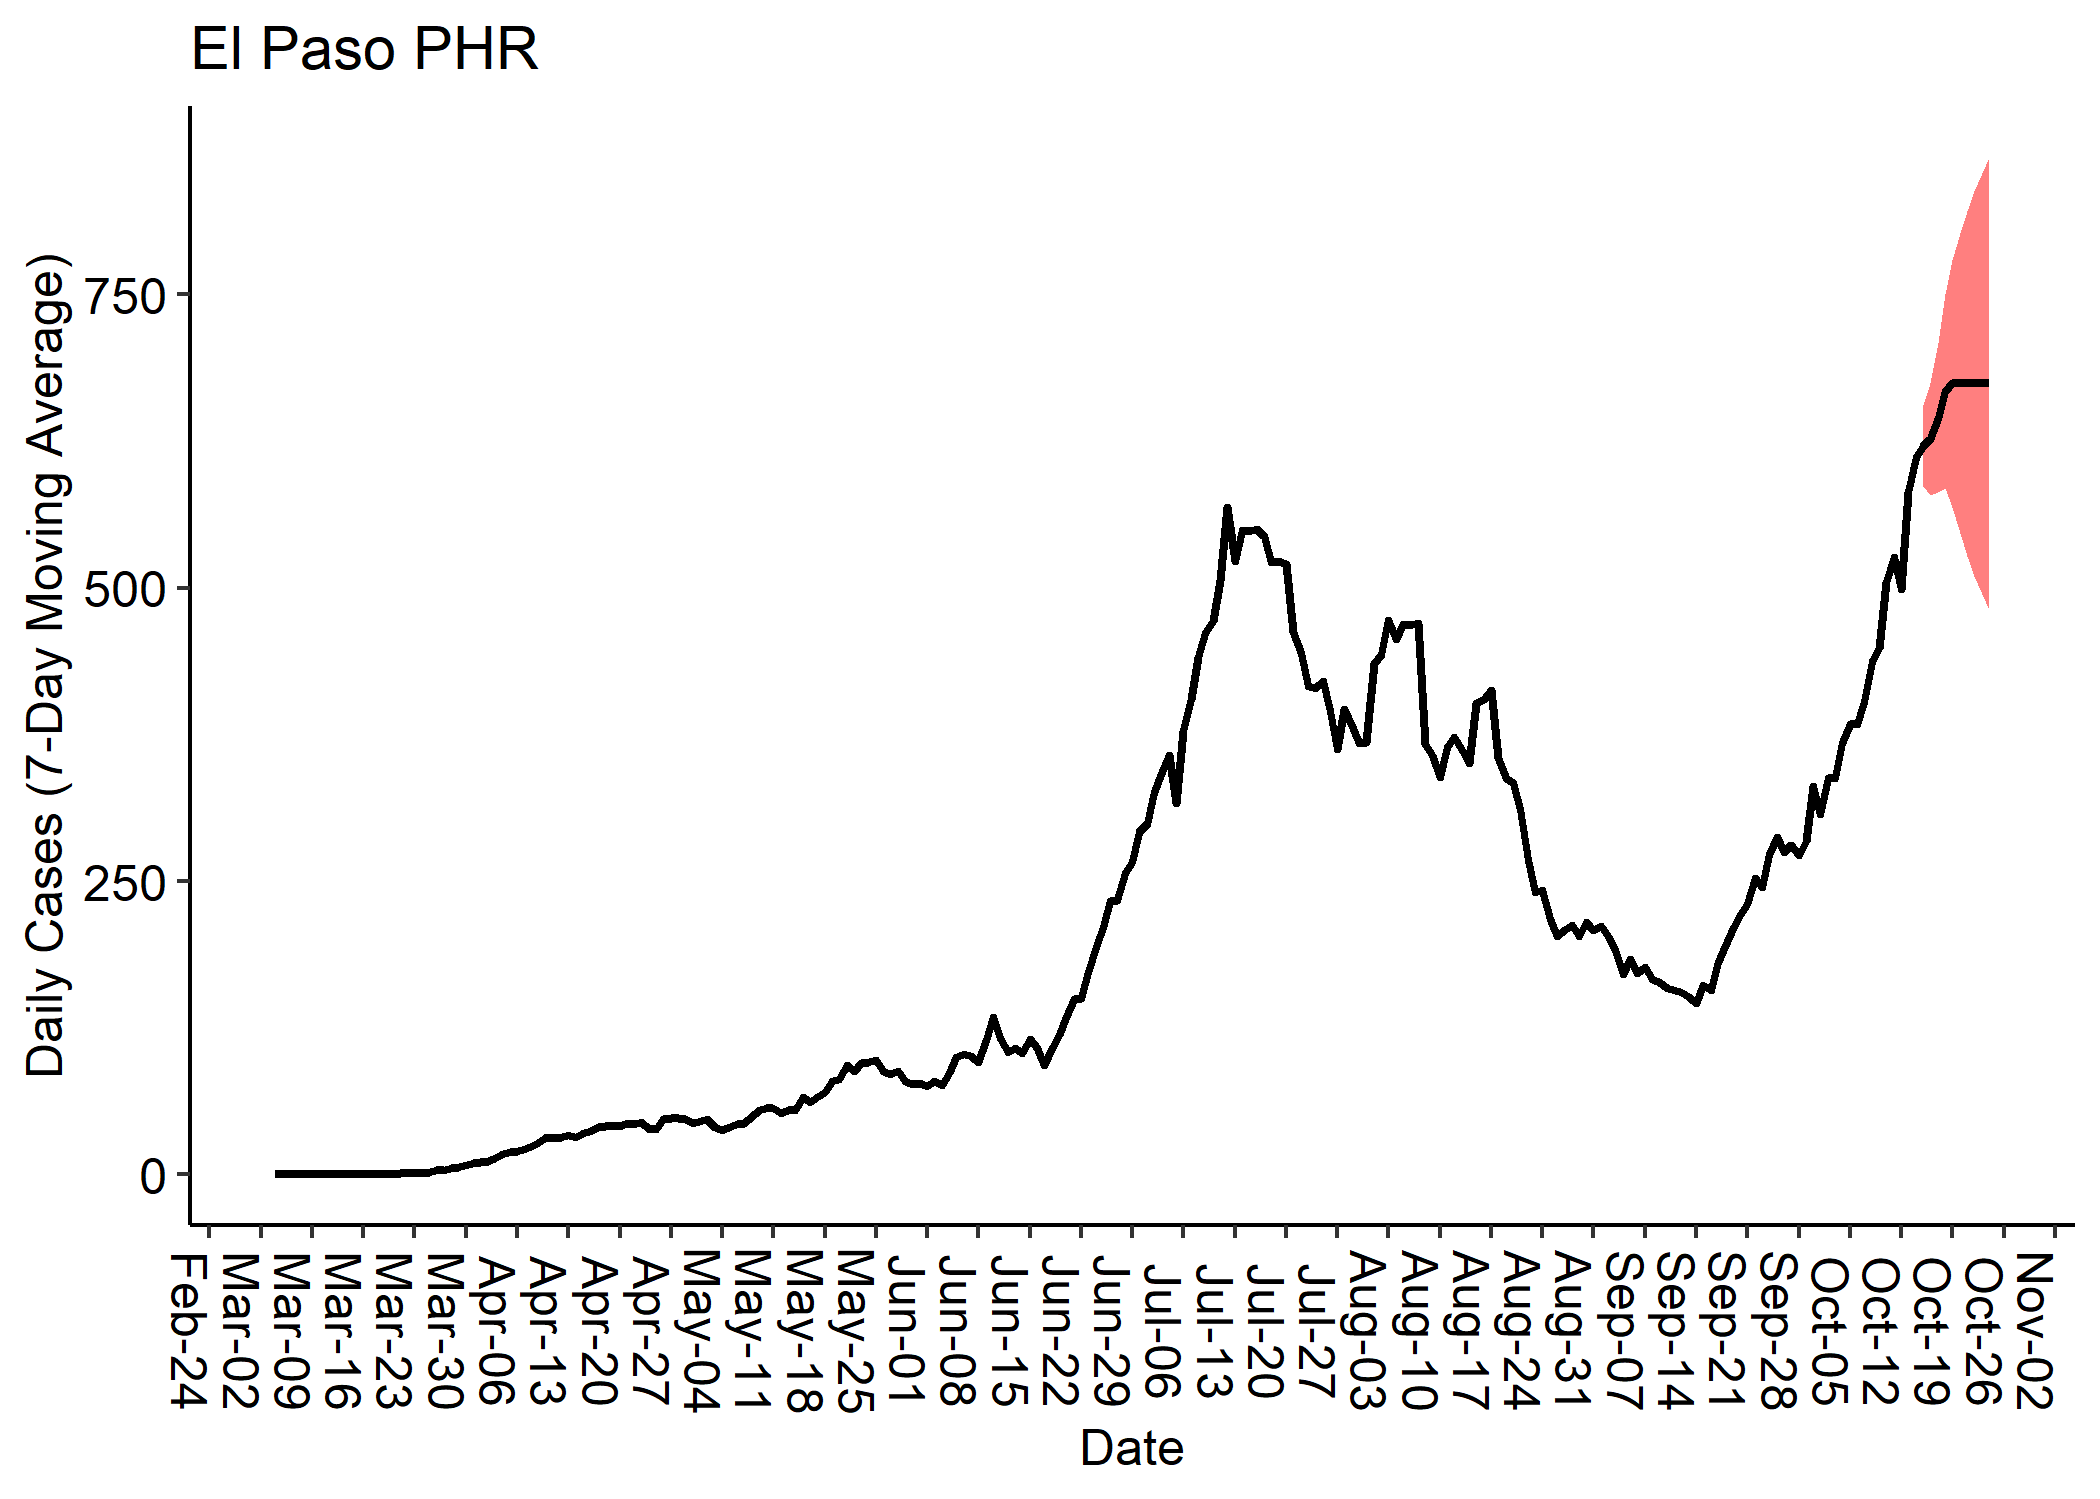 El Paso PHR
Daily Cases (7-Day Moving Average)
750
500
250
0
Feb-24
Mar-02
Mar-09
Mar-16
Mar-23
Mar-30
Apr-06
Apr-13
Apr-20
Apr-27
May-04
May-11
May-18
May-25
Jun-01
Jun-08
Jun-15
Jun-22
Jun-29
Jul-06
Jul-13
Jul-20
Jul-27
Aug-03
Aug-10
Aug-17
Aug-24
Aug-31
Sep-07
Sep-14
Sep-21
Sep-28
Oct-05
Oct-12
Oct-19
Oct-26
Nov-02
Date